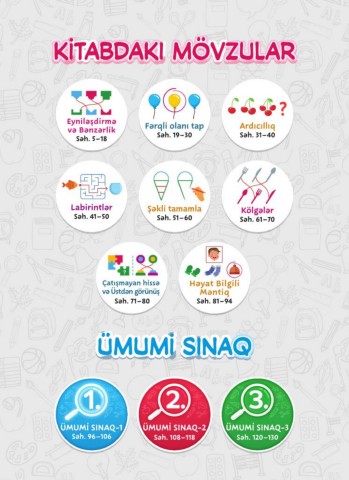 KİTABDAKI MÖVZULAR
Eyniləşdirmə
və Bənzərlik
Səh. 5–18
Fərqli olanı tap
Səh. 19–30
?
Ardıcıllıq
Səh. 31–40
Labirintlər
Səh. 41–50
Şəkli tamamla
Səh. 51–60
Kölgələr
Səh. 61–70
Çatışmayan hissə
və Üstdən görünüş
Səh. 71–80
Həyat Bilgili
Məntiq
Səh. 81–94
ÜMUMİ SINAQ
1.
ÜMUMİ SINAQ-1
Səh. 96–106
2.
ÜMUMİ SINAQ-2
Səh. 108–118
3.
ÜMUMİ SINAQ-3
Səh. 120–130